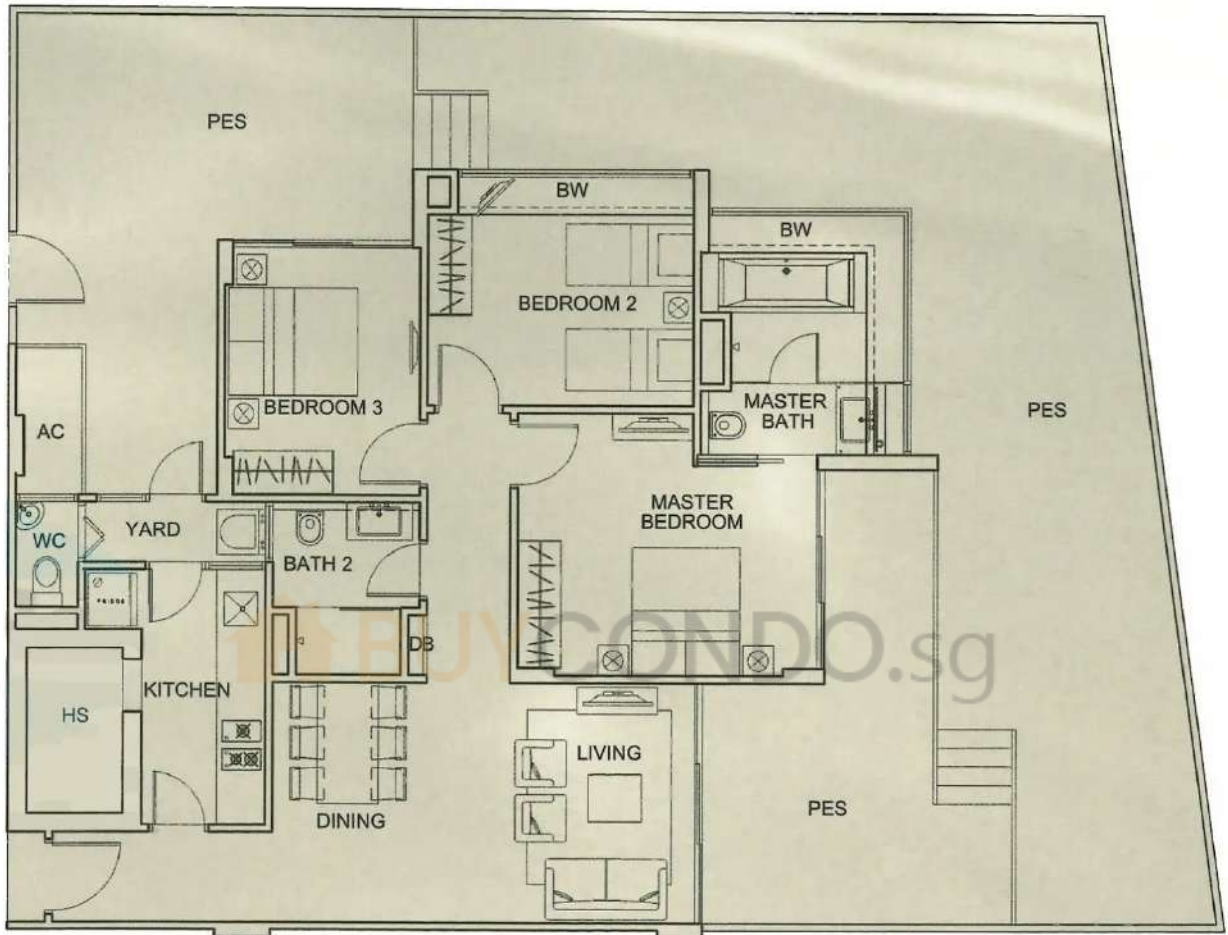 PES
BW
BW
BEDROOM 2
BEDROOM 3
MASTER
BATH
PES
AC
MASTER
BEDROOM
YARD
WC
BATH 2
FRIDGE
DB
BUYCONDO.sg
KITCHEN
HS
LIVING
DINING
PES